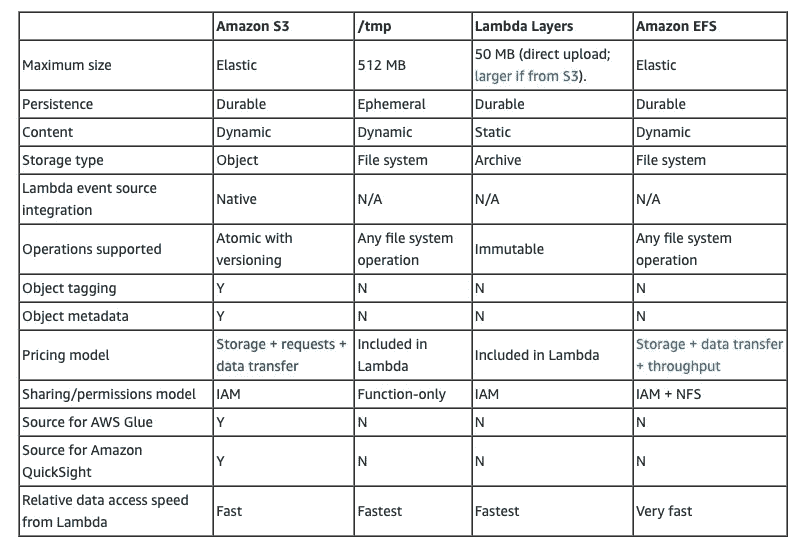 Amazon S3 /tmp Lambda Layers Amazon EFS
Maximum size Elastic 512 MB 50 MB (direct upload; larger if from S3). Elastic
Persistence Durable Ephemeral Durable Durable
Content Dynamic Dynamic Static Dynamic
Storage type Object File system Archive File system
Lambda event source integration Native N/A N/A N/A
Operations supported Atomic with versioning Any file system operation Immutable Any file system operation
Object tagging Y N N N
Object metadata Y N N N
Pricing model Storage + requests + data transfer Included in Lambda Included in Lambda Storage + data transfer + throughput
Sharing/permissions model IAM Function-only IAM IAM + NFS
Source for AWS Glue Y N N N
Source for Amazon QuickSight Y N N N
Relative data access speed from Lambda Fast Fastest Fastest Very fast